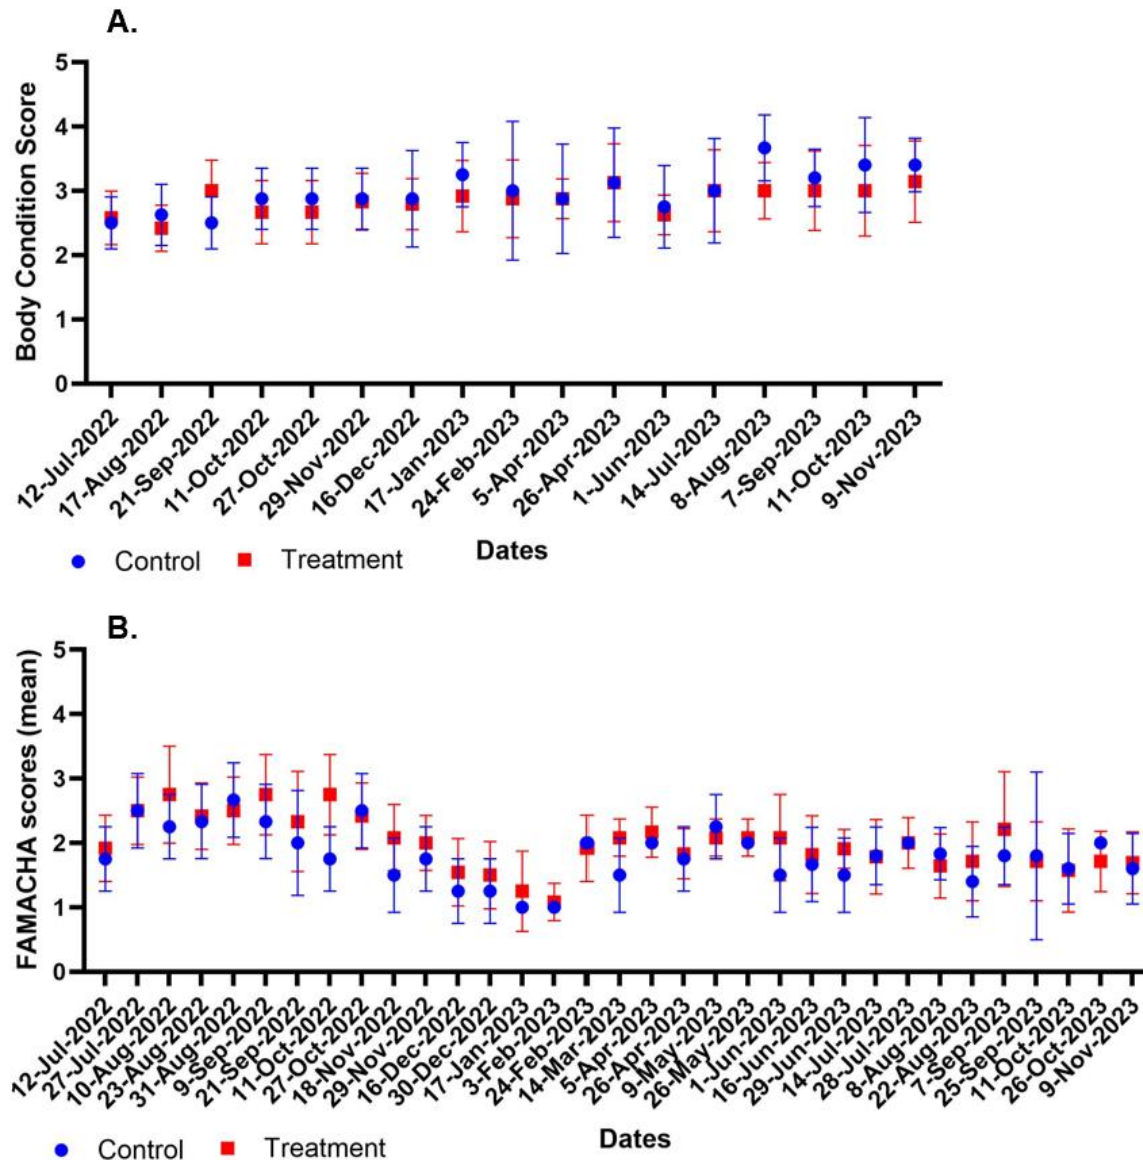 A.
Body Condition Score
5
4
3
2
1
0
12-Jul-2022
17-Aug-2022
21-Sep-2022
11-Oct-2022
27-Oct-2022
29-Nov-2022
16-Dec-2022
17-Jan-2023
24-Feb-2023
5-Apr-2023
26-Apr-2023
1-Jun-2023
14-Jul-2023
8-Aug-2023
7-Sep-2023
11-Oct-2023
9-Nov-2023
Dates
Control Treatment
B.
FAMACHA scores (mean)
5
4
3
2
1
0
12-Jul-2022
27-Jul-2022
10-Aug-2022
23-Aug-2022
31-Aug-2022
9-Sep-2022
21-Sep-2022
11-Oct-2022
27-Oct-2022
18-Nov-2022
29-Nov-2022
16-Dec-2022
30-Dec-2022
17-Jan-2023
3-Feb-2023
24-Feb-2023
14-Mar-2023
5-Apr-2023
26-Apr-2023
9-May-2023
26-May-2023
1-Jun-2023
16-Jun-2023
29-Jun-2023
14-Jul-2023
28-Jul-2023
8-Aug-2023
22-Aug-2023
7-Sep-2023
25-Sep-2023
11-Oct-2023
26-Oct-2023
9-Nov-2023
Dates
Control Treatment